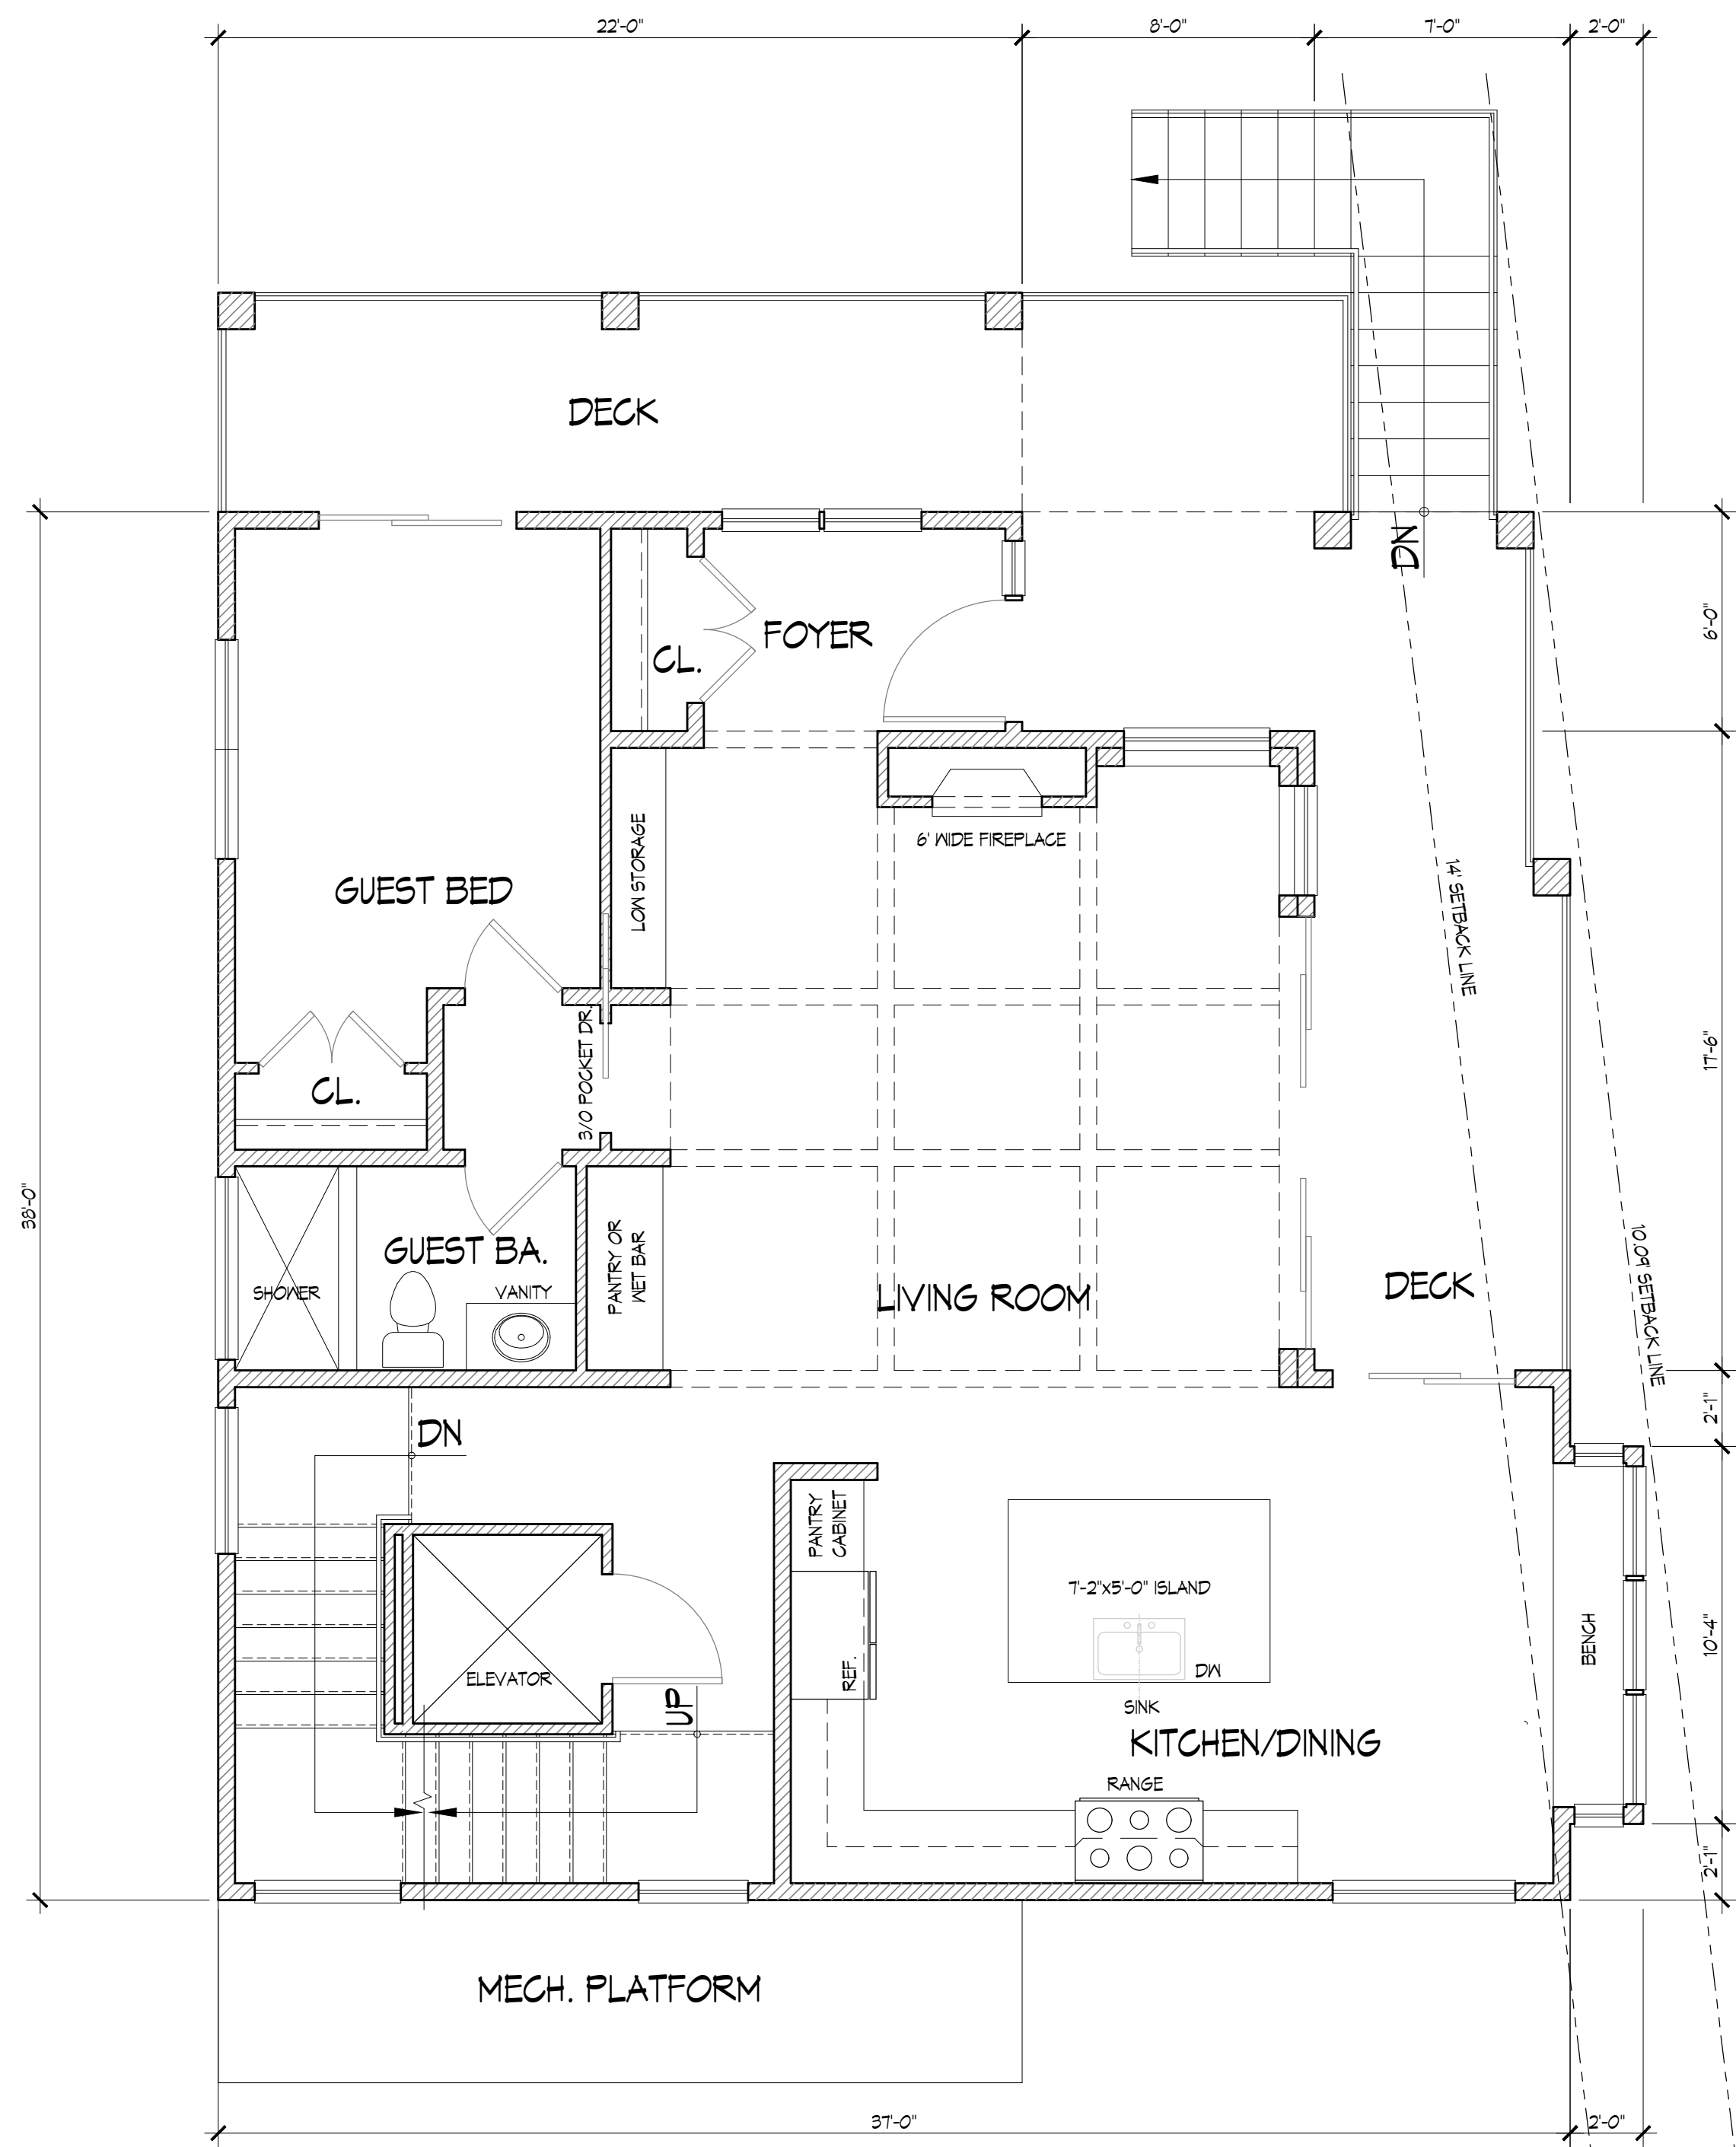 22'-0"
8'-0"
7'-0"
2'-0"
DECK
DN
6'-0"
FOYER
CL.
LOW STORAGE
6' WIDE FIREPLACE
GUEST BED
14' SETBACK LINE
17'-6"
3/0 POCKET DR.
CL.
38'-0"
GUEST BA.
SHOWER
VANITY
PANTRY OR
WET BAR
LIVING ROOM
DECK
10.09' SETBACK LINE
2'-1"
DN
PANTRY
CABINET
7'-2"x5'-0" ISLAND
BENCH
10'-4"
ELEVATOR
REF.
DW
UP
SINK
KITCHEN/DINING
RANGE
2'-1"
MECH. PLATFORM
37'-0"
2'-0"